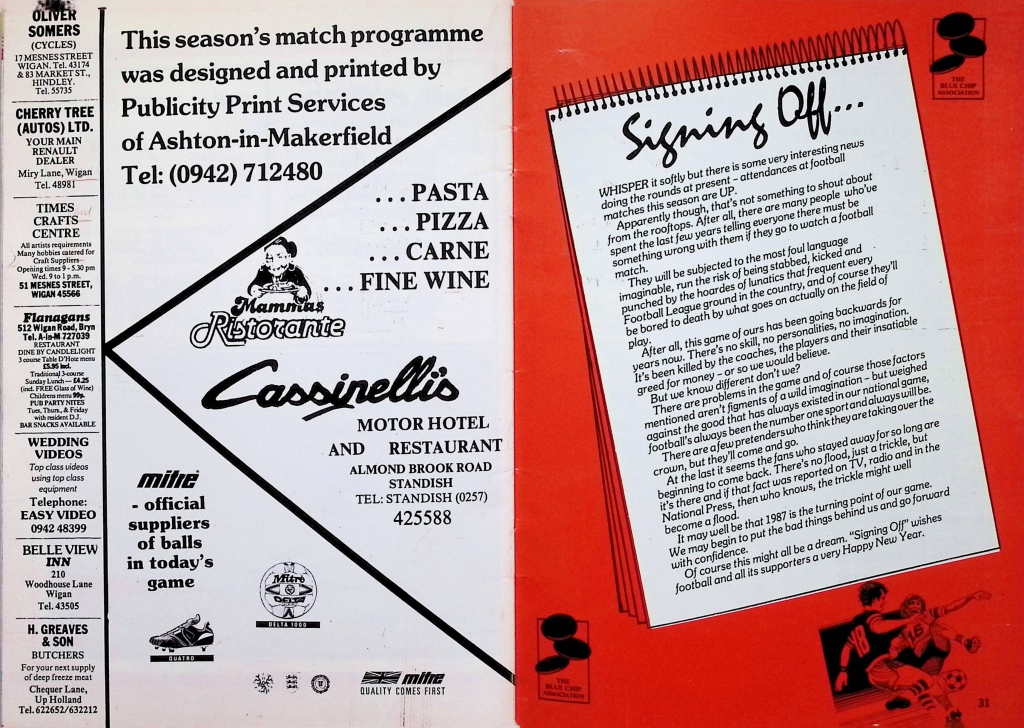 OLIVER
SOMERS
(CYCLES)
17 MESNES STREET
WIGAN. Tel. 43174
& 83 MARKET ST.,
HINDLEY.
Tel. 55735
CHERRY TREE
(AUTOS) LTD.
YOUR MAIN
RENAULT
DEALER
Miry Lane, Wigan
Tel. 48981
TIMES
CRAFTS
CENTRE
All artists requirements
Many hobbies catered for
Craft Suppliers
Opening times 9 - 5.30 pm
Wed. 9 to 1 p.m.
51 MESNES STREET,
WIGAN 45566
Flanagans
512 Wigan Road, Bryn
Tel. A-in-M 727039
RESTAURANT
DINE BY CANDLELIGHT
3 course Table D'Hote menu
£5.95 incl.
Traditional 3-course
Sunday Lunch — £4.25
(incl. FREE Glass of Wine)
Childrens menu 99p.
PUB PARTY NITES
Tues, Thurs, & Friday
with resident D.J.
BAR SNACKS AVAILABLE
WEDDING
VIDEOS
Top class videos
using top class
equipment
Telephone:
EASY VIDEO
0942 48399
BELLE VIEW
INN
210
Woodhouse Lane
Wigan
Tel. 43505
H. GREAVES
& SON
BUTCHERS
For your next supply
of deep freeze meat
Chequer Lane,
Up Holland
Tel. 622652/632212
This season's match programme
was designed and printed by
Publicity Print Services
of Ashton-in-Makerfield
Tel: (0942) 712480
...PASTA
...PIZZA
...CARNE
...FINE WINE
Mammas
Ristorante
Cassinellis
MOTOR HOTEL
AND RESTAURANT
ALMOND BROOK ROAD
STANDISH
TEL: STANDISH (0257)
425588
mitre
- official
suppliers
of balls
in today's
game
Mitre
DELTA
DELTA 1000
QUATRO
mitre
QUALITY COMES FIRST
THE
BLUE CHIP
ASSOCIATION
Signing Off...
WHISPER it softly but there is some very interesting news
doing the rounds at present – attendances at football
matches this season are UP.
Apparently though, that's not something to shout about
from the rooftops. After all, there are many people who've
spent the last few years telling everyone there must be
something wrong with them if they go to watch a football
match.
They will be subjected to the most foul language
imaginable, run the risk of being stabbed, kicked and
punched by the hoardes of lunatics that frequent every
Football League ground in the country, and of course they'll
be bored to death by what goes on actually on the field of
play.
After all, this game of ours has been going backwards for
years now. There's no skill, no personalities, no imagination.
It's been killed by the coaches, the players and their insatiable
greed for money – or so we would believe.
But we know different don't we?
There are problems in the game and of course those factors
mentioned aren't figments of a wild imagination – but weighed
against the good that has always existed in our national game,
football's always been the number one sport and always will be.
There are a few pretenders who think they are taking over the
crown, but they'll come and go.
At the last it seems the fans who stayed away for so long are
beginning to come back. There's no flood, just a trickle, but
it's there and if that fact was reported on TV, radio and in the
National Press, then who knows, the trickle might well
become a flood.
It may well be that 1987 is the turning point of our game.
We may begin to put the bad things behind us and go forward
with confidence.
Of course this might all be a dream. "Signing Off" wishes
football and all its supporters a very Happy New Year.
THE
BLUE CHIP
ASSOCIATION
18
16
31